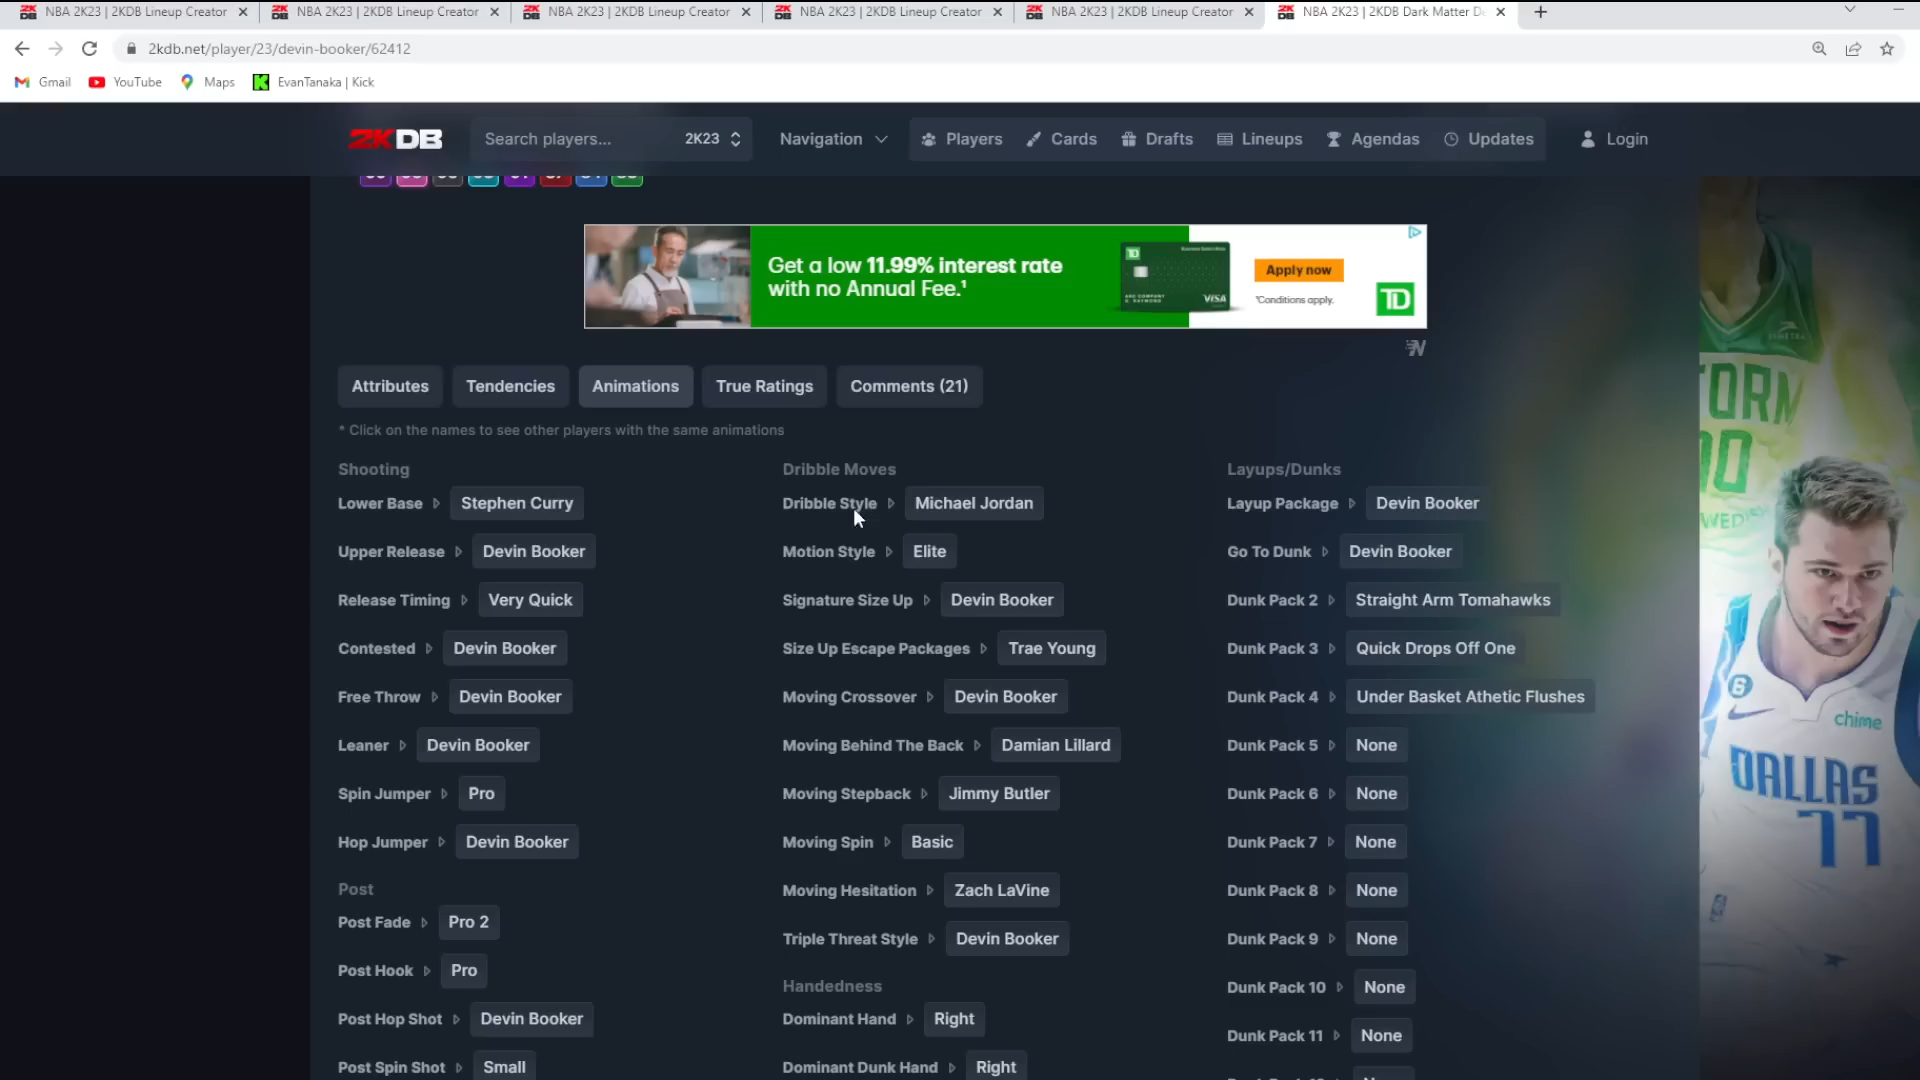 NBA 2K23 | 2KDB Lineup Creator
NBA 2K23 | 2KDB Lineup Creator
NBA 2K23 | 2KDB Lineup Creator
NBA 2K23 | 2KDB Lineup Creator
NBA 2K23 | 2KDB Lineup Creator
NBA 2K23 | 2KDB Dark Matter De
2kdb.net/player/23/devin-booker/62412
Gmail
YouTube
Maps
EvanTanaka | Kick
2KDB
Search players...
2K23
Navigation
Players
Cards
Drafts
Lineups
Agendas
Updates
Login
Get a low 11.99% interest rate
with no Annual Fee.¹
TD
VISA
Apply now
¹Conditions apply.
TD
Attributes
Tendencies
Animations
True Ratings
Comments (21)
* Click on the names to see other players with the same animations
Shooting
Lower Base Stephen Curry
Upper Release Devin Booker
Release Timing Very Quick
Contested Devin Booker
Free Throw Devin Booker
Leaner Devin Booker
Spin Jumper Pro
Hop Jumper Devin Booker
Post
Post Fade Pro 2
Post Hook Pro
Post Hop Shot Devin Booker
Post Spin Shot Small
Dribble Moves
Dribble Style Michael Jordan
Motion Style Elite
Signature Size Up Devin Booker
Size Up Escape Packages Trae Young
Moving Crossover Devin Booker
Moving Behind The Back Damian Lillard
Moving Stepback Jimmy Butler
Moving Spin Basic
Moving Hesitation Zach LaVine
Triple Threat Style Devin Booker
Handedness
Dominant Hand Right
Dominant Dunk Hand Right
Layups/Dunks
Layup Package Devin Booker
Go To Dunk Devin Booker
Dunk Pack 2 Straight Arm Tomahawks
Dunk Pack 3 Quick Drops Off One
Dunk Pack 4 Under Basket Athetic Flushes
Dunk Pack 5 None
Dunk Pack 6 None
Dunk Pack 7 None
Dunk Pack 8 None
Dunk Pack 9 None
Dunk Pack 10 None
Dunk Pack 11 None
6
chime
DALLAS
77